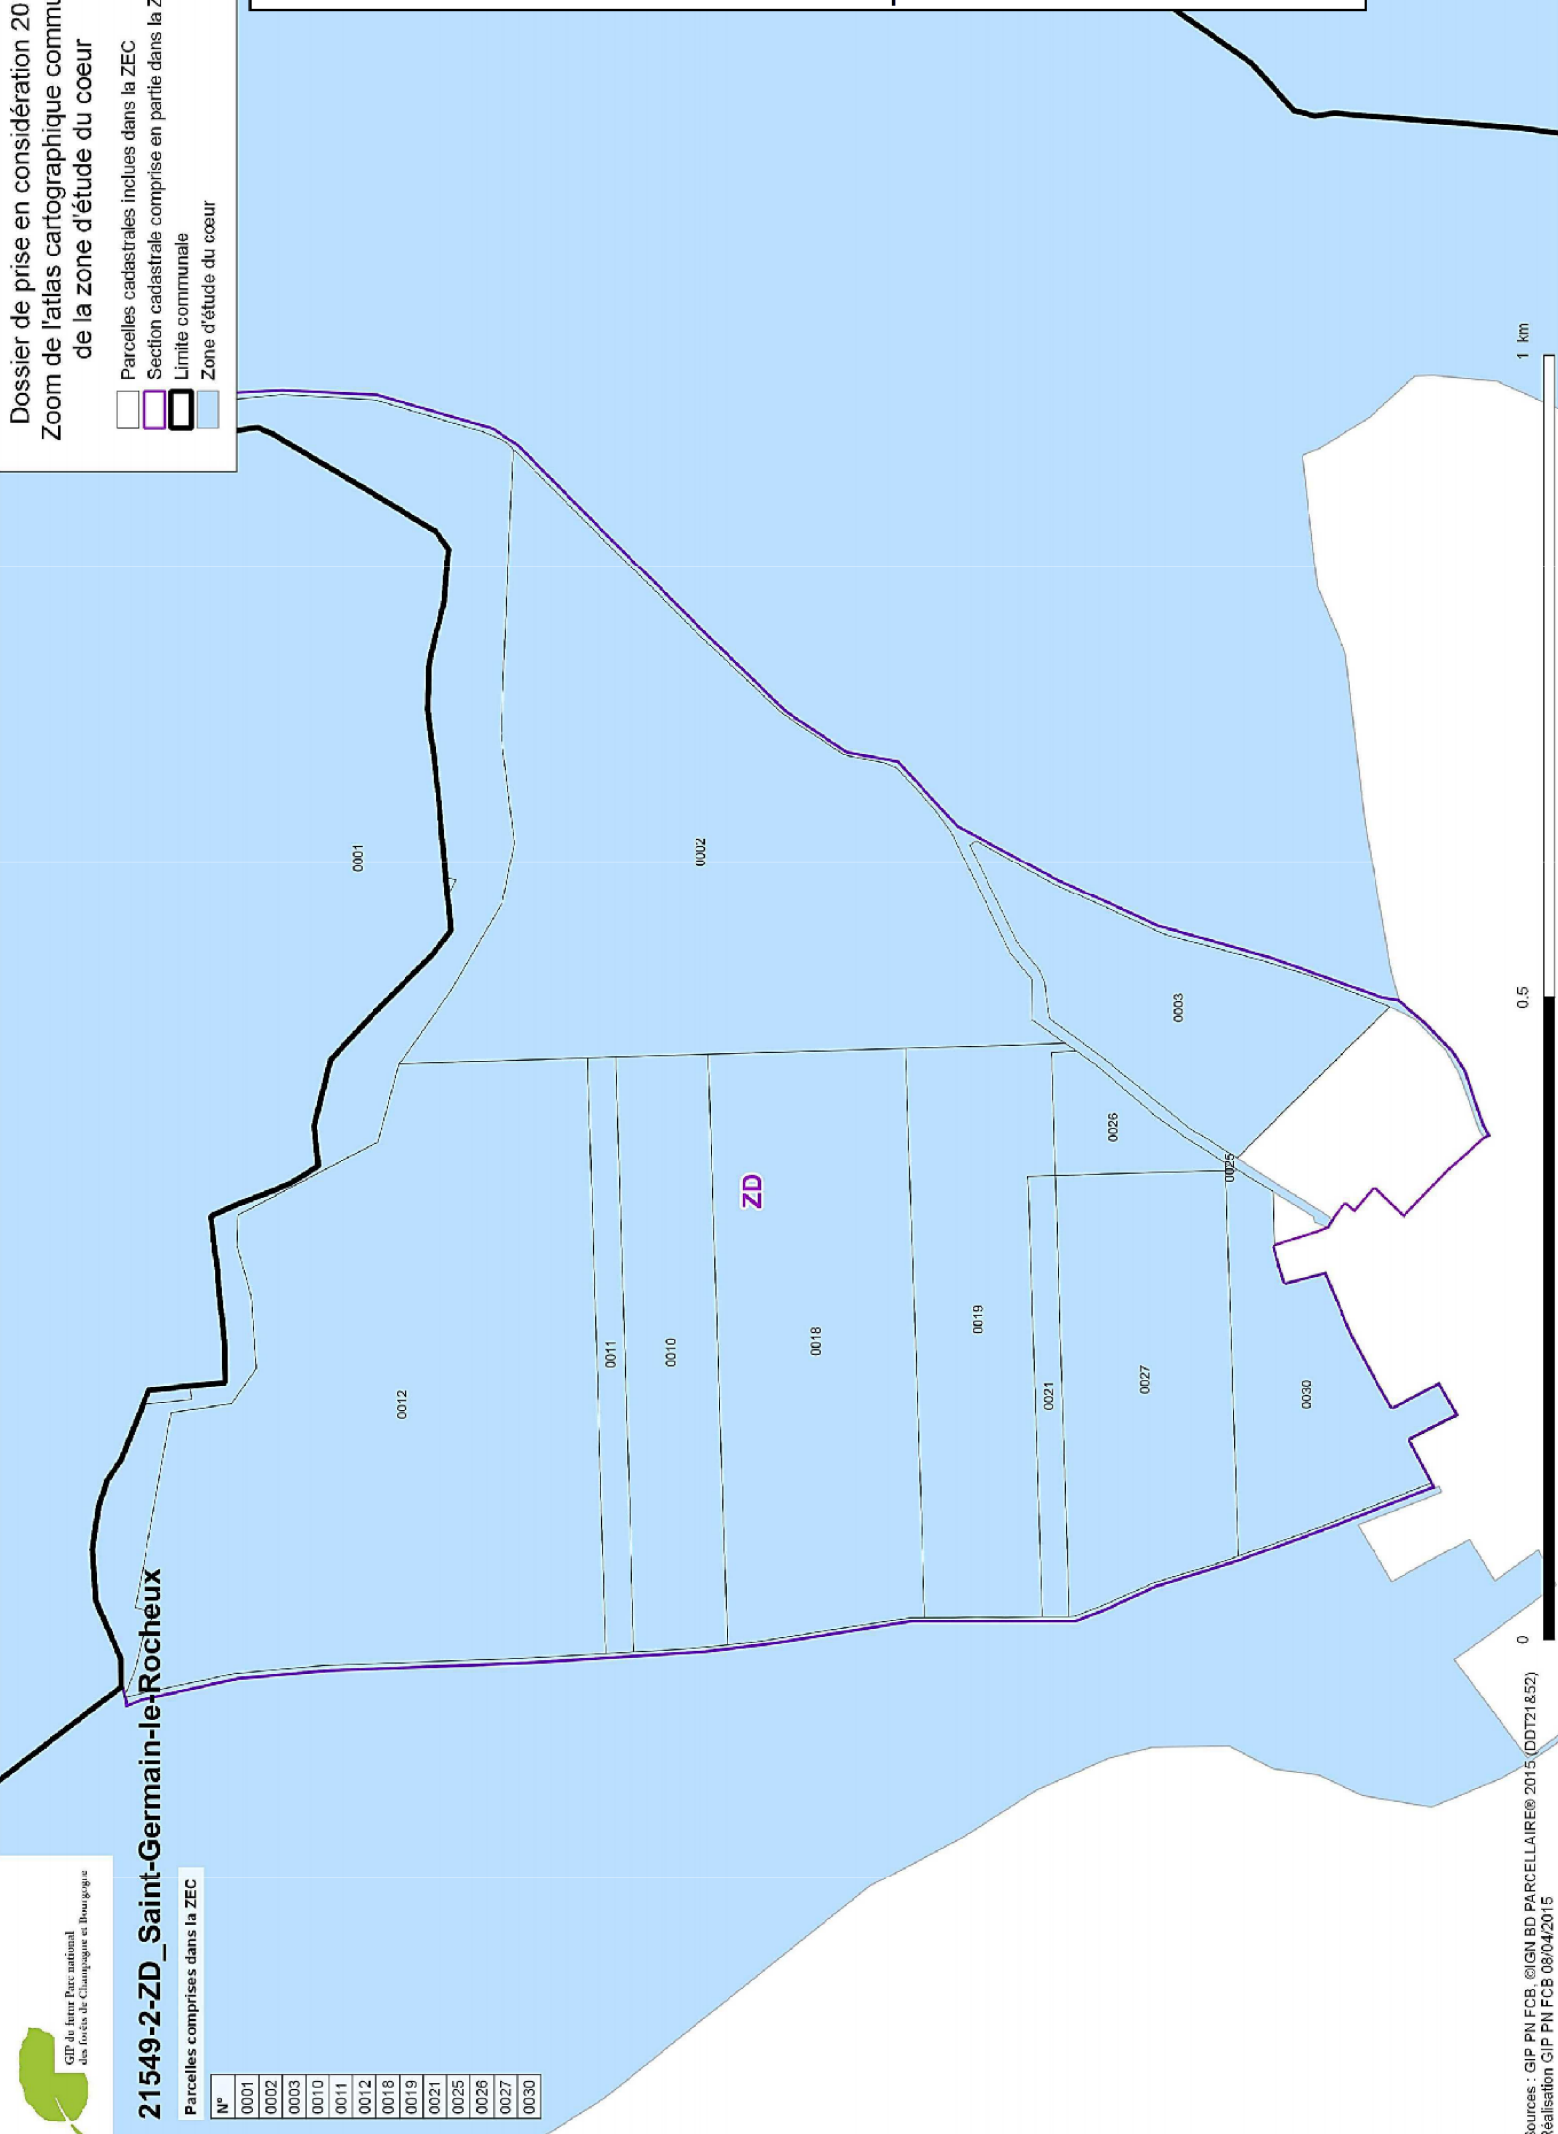 GIP du futur Parc national
des forêts de Champagne et Bourgogne
21549-2-ZD_Saint-Germain-le-Rocheux
Parcelles comprises dans la ZEC
N°
0001
0002
0003
0010
0011
0012
0018
0019
0021
0025
0026
0027
0030
Dossier de prise en considération 20
Zoom de l'atlas cartographique
de la zone d'étude du coeur
Parcelles cadastrales inclues dans la ZEC
Section cadastrale comprise en partie dans la
Limite communale
Zone d'étude du cœur
0001
0002
0012
0011
0010
ZD
0018
0003
0019
0026
0025
0021
0027
0030
0
0.5
1 km
Sources : GIP PN FCB, ©IGN BD PARCELLAIRE® 2015 (DDT21&52)
Réalisation GIP PN FCB 08/04/2015